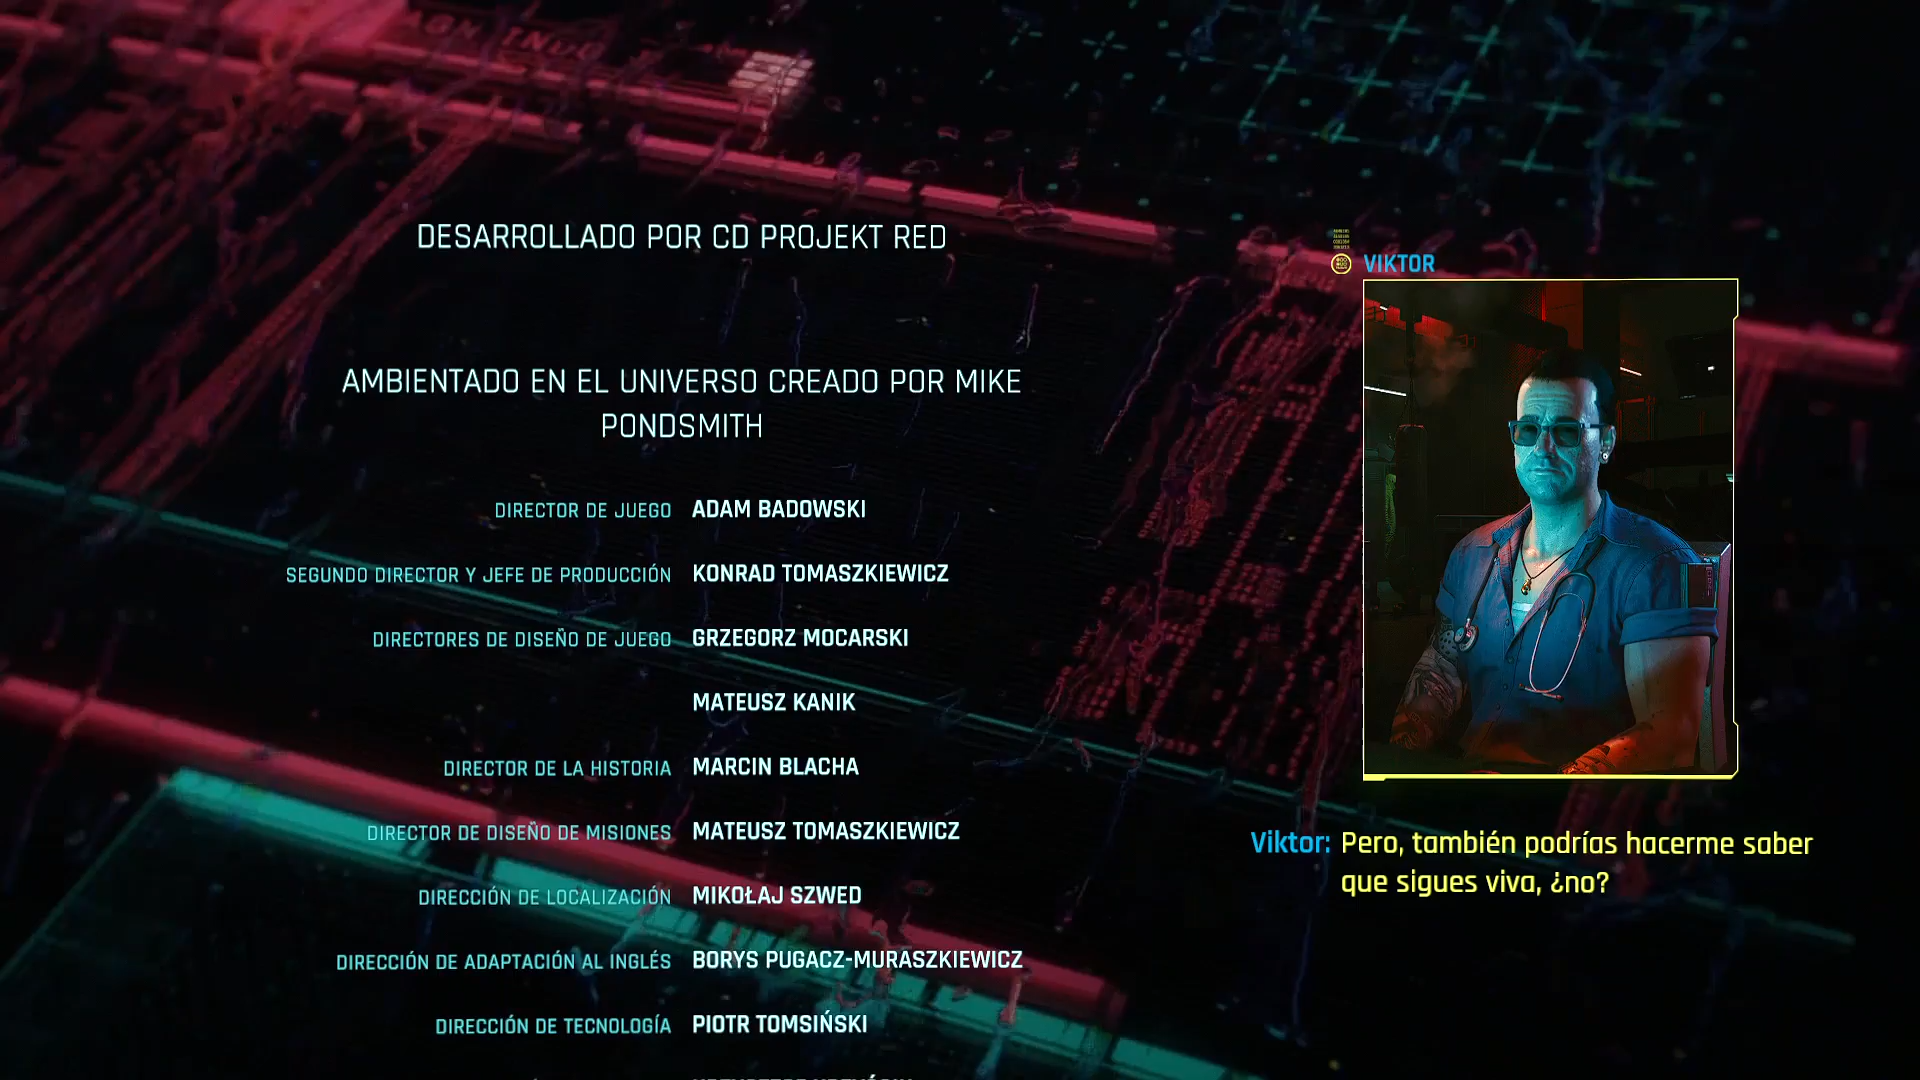 DESARROLLADO POR CD PROJEKT RED
AMBIENTADO EN EL UNIVERSO CREADO POR MIKE
PONDSMITH
DIRECTOR DE JUEGO ADAM BADOWSKI
SEGUNDO DIRECTOR Y JEFE DE PRODUCCIÓN KONRAD TOMASZKIEWICZ
DIRECTORES DE DISEÑO DE JUEGO GRZEGORZ MOCARSKI
MATEUSZ KANIK
DIRECTOR DE LA HISTORIA MARCIN BLACHA
DIRECTOR DE DISEÑO DE MISIONES MATEUSZ TOMASZKIEWICZ
DIRECCIÓN DE LOCALIZACIÓN MIKOŁAJ SZWED
DIRECCIÓN DE ADAPTACIÓN AL INGLÉS BORYS PUGACZ-MURASZKIEWICZ
DIRECCIÓN DE TECNOLOGÍA PIOTR TOMSIŃSKI
VIKTOR
Viktor: Pero, también podrías hacerme saber
que sigues viva, ¿no?